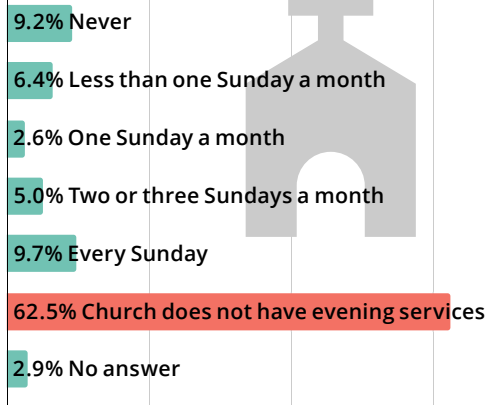 9.2% Never
6.4% Less than one Sunday a month
2.6% One Sunday a month
5.0% Two or three Sundays a month
9.7% Every Sunday
62.5% Church does not have evening services
2.9% No answer